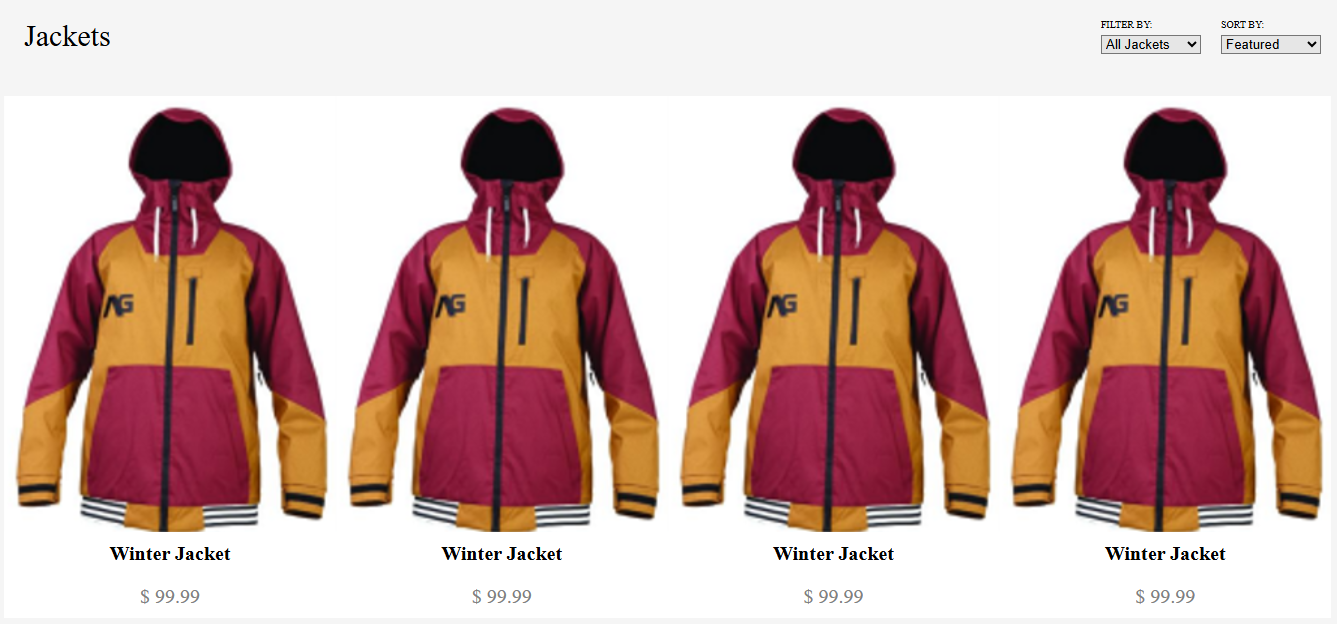 Jackets
FILTER BY:
SORT BY:
All Jackets
Featured
AG
AG
AG
AG
Winter Jacket
Winter Jacket
Winter Jacket
Winter Jacket
$ 99.99
$ 99.99
$ 99.99
$ 99.99